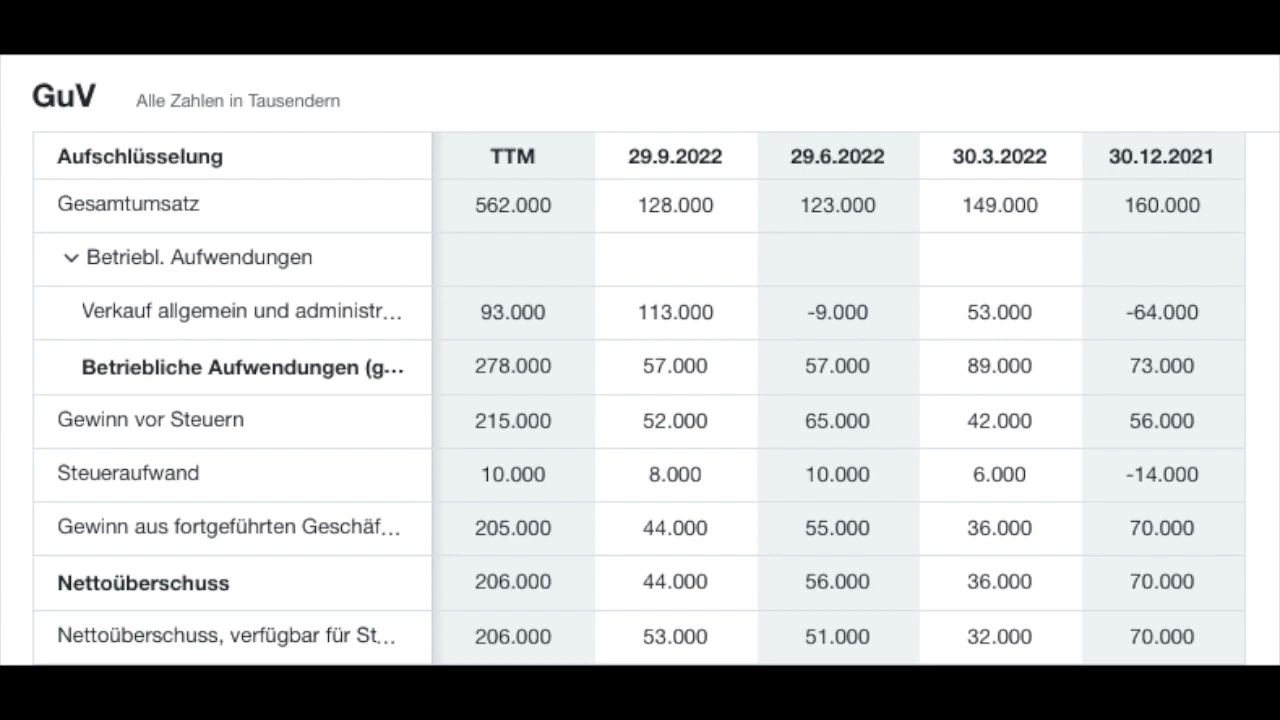 GuV Alle Zahlen in Tausendern
Aufschlüsselung TTM 29.9.2022 29.6.2022 30.3.2022 30.12.2021
Gesamtumsatz 562.000 128.000 123.000 149.000 160.000
Betriebl. Aufwendungen
Verkauf allgemein und administr... 93.000 113.000 -9.000 53.000 -64.000
Betriebliche Aufwendungen (g... 278.000 57.000 57.000 89.000 73.000
Gewinn vor Steuern 215.000 52.000 65.000 42.000 56.000
Steueraufwand 10.000 8.000 10.000 6.000 -14.000
Gewinn aus fortgeführten Geschäf... 205.000 44.000 55.000 36.000 70.000
Nettoüberschuss 206.000 44.000 56.000 36.000 70.000
Nettoüberschuss, verfügbar für St... 206.000 53.000 51.000 32.000 70.000